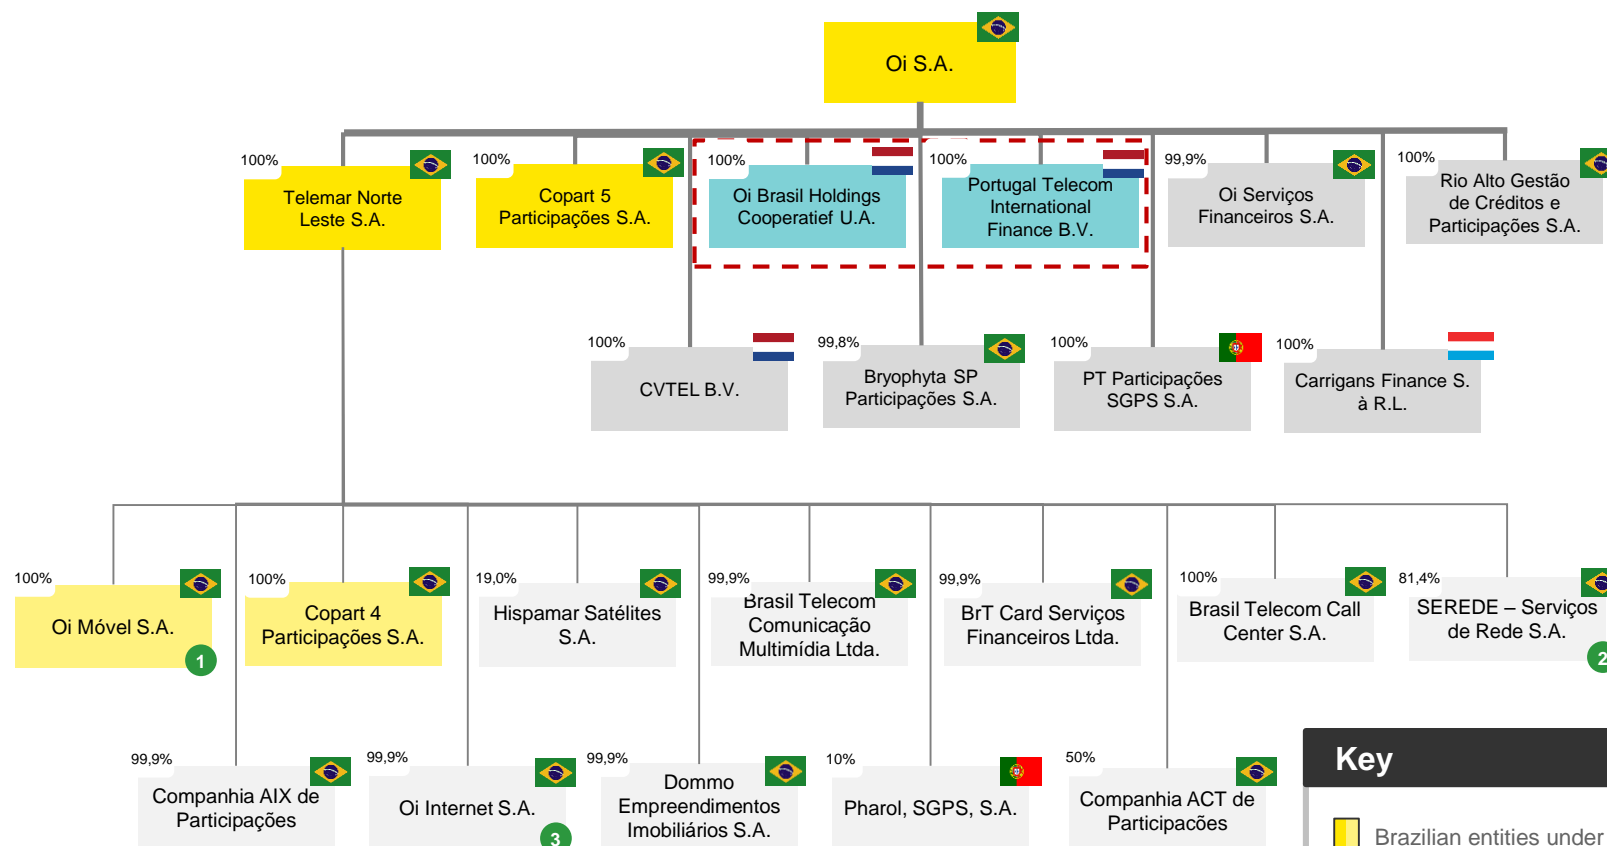 Oi S.A.
100%
Telemar Norte
Leste S.A.
100%
Copart 5
Participações S.A.
100%
Oi Brasil Holdings
Cooperatief U.A.
100%
Portugal Telecom
International
Finance B.V.
99,9%
Oi Serviços
Financeiros S.A.
100%
Rio Alto Gestão
de Créditos e
Participações S.A.
100%
CVTEL B.V.
99,8%
Bryophyta SP
Participações S.A.
100%
PT Participações
SGPS S.A.
100%
Carrigans Finance S.
à R.L.
100%
Oi Móvel S.A.
1
100%
Copart 4
Participações S.A.
19,0%
Hispamar Satélites
S.A.
99,9%
Brasil Telecom
Comunicação
Multimídia Ltda.
99,9%
BrT Card Serviços
Financeiros Ltda.
100%
Brasil Telecom Call
Center S.A.
81,4%
SEREDE – Serviços
de Rede S.A.
2
99,9%
Companhia AIX de
Participações
99,9%
Oi Internet S.A.
3
99,9%
Dommo
Empreendimentos
Imobiliários S.A.
10%
Pharol, SGPS, S.A.
50%
Companhia ACT de
Participacões
Key
Brazilian entities under